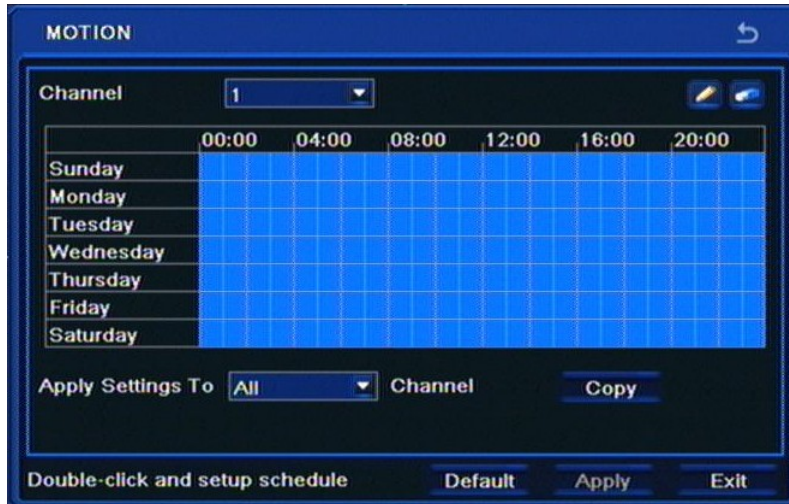 MOTION
Channel 1
00:00 04:00 08:00 12:00 16:00 20:00
Sunday
Monday
Tuesday
Wednesday
Thursday
Friday
Saturday
Apply Settings To All Channel Copy
Double-click and setup schedule Default Apply Exit